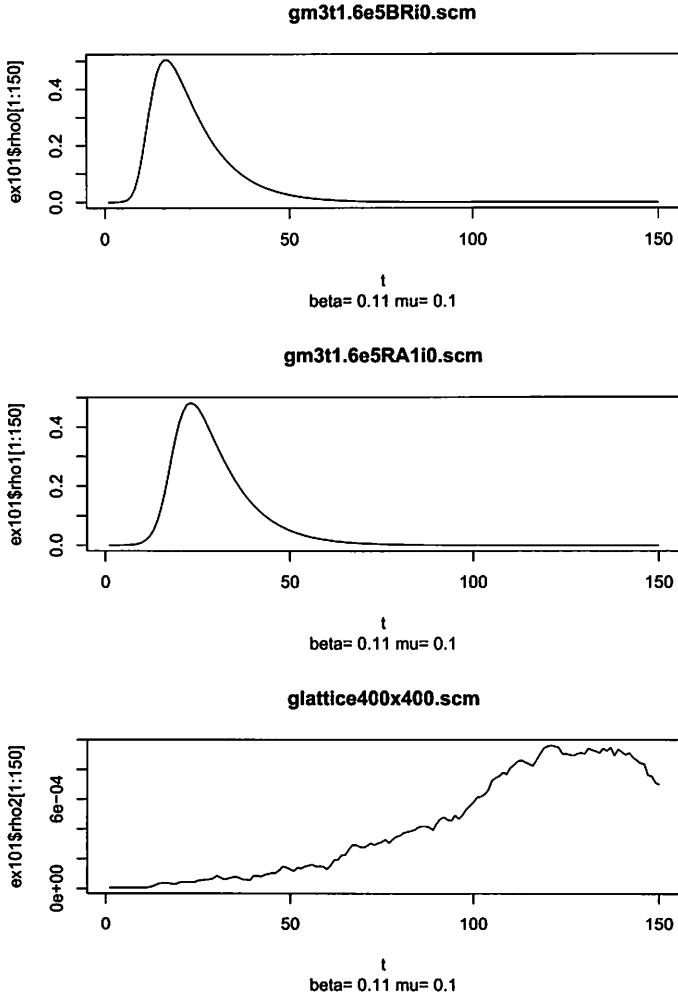 gm3t1.6e5BRi0.scm
ex101$rho0[1:150]
0.4
0.2
0.0
0 50 100 150
t
beta= 0.11 mu= 0.1
gm3t1.6e5RA1i0.scm
ex101$rho1[1:150]
0.4
0.2
0.0
0 50 100 150
t
beta= 0.11 mu= 0.1
glattice400x400.scm
ex101$rho2[1:150]
6e−04
0e+00
0 50 100 150
t
beta= 0.11 mu= 0.1